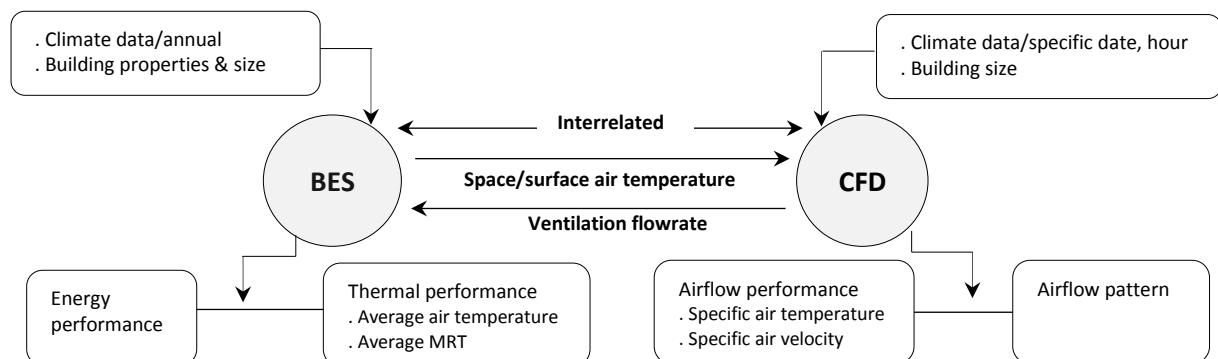 . Climate data/annual
. Building properties & size
. Climate data/specific date, hour
. Building size
Interrelated
BES
Space/surface air temperature
CFD
Ventilation flowrate
Energy
performance
Thermal performance
. Average air temperature
. Average MRT
Airflow performance
. Specific air temperature
. Specific air velocity
Airflow pattern